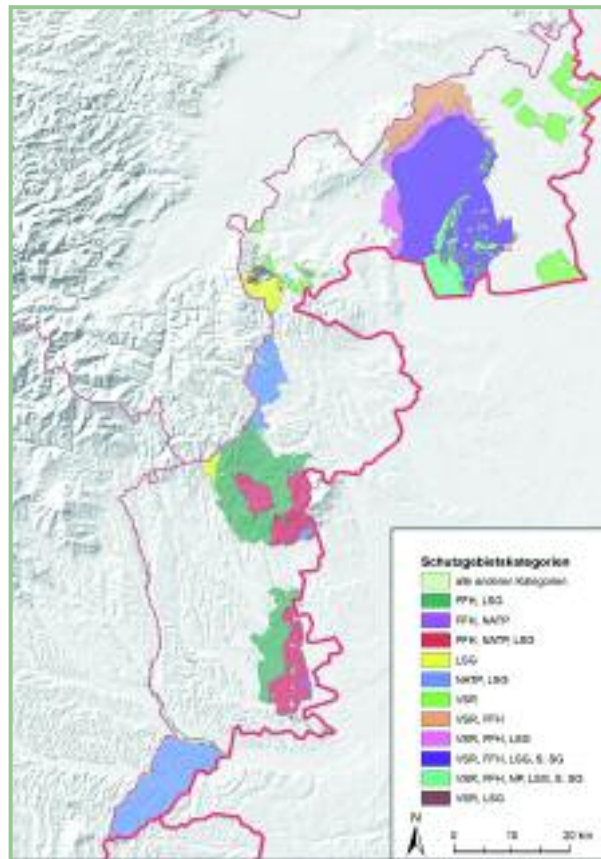 Schutzgebietskategorien
alle anderen Kategorien
FFH, LSG
FFH, NATP
FFH, NATP, LSG
LSG
NATP, LSG
VSR
VSR, FFH
VSR, FFH, LSG
VSR, FFH, LSG, S. SG
VSR, FFH, NP, LSG, S. SG
VSR, LSG
N
0 10 20 km